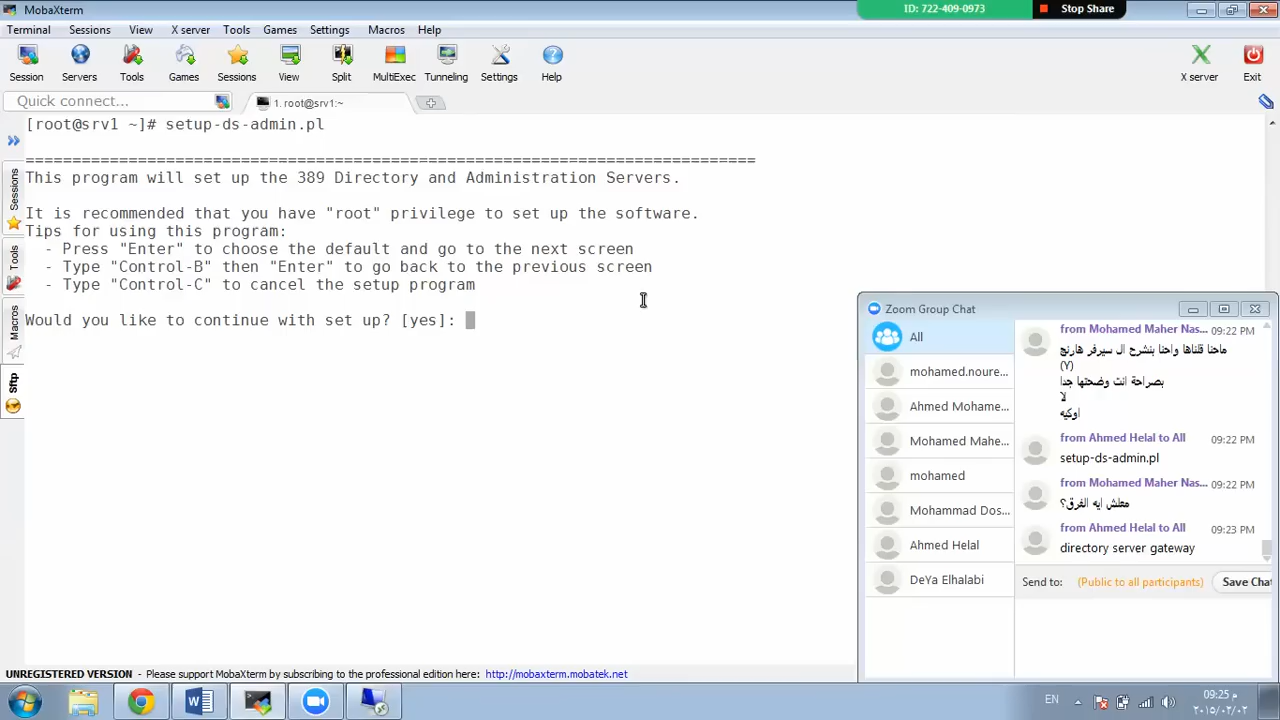 MobaXterm
ID: 722-409-0973
Stop Share
Terminal Sessions View X server Tools Games Settings Macros Help
Session Servers Tools Games Sessions View Split MultiExec Tunneling Settings Help X server Exit
Quick connect...
1. root@srv1:~
[root@srv1 ~]# setup-ds-admin.pl
==============================================================================
This program will set up the 389 Directory and Administration Servers.
It is recommended that you have "root" privilege to set up the software.
Tips for using this program:
- Press "Enter" to choose the default and go to the next screen
- Type "Control-B" then "Enter" to go back to the previous screen
- Type "Control-C" to cancel the setup program
Would you like to continue with set up? [yes]:
Sessions
Tools
Macros
Sftp
Zoom Group Chat
All
mohamed.noure...
Ahmed Mohame...
Mohamed Mahe...
mohamed
Mohammad Dos...
Ahmed Helal
DeYa Elhalabi
from Mohamed Maher Nas... 09:22 PM
ماحنا قلناها واحنا بنشرح ال سيرفر هارنج
(٧)
بصراحة انت وضحتها جدا
لا
اوكيه
from Ahmed Helal to All 09:22 PM
setup-ds-admin.pl
from Mohamed Maher Nas... 09:22 PM
معلش ايه الفرق؟
from Ahmed Helal to All 09:23 PM
directory server gateway
Send to: (Public to all participants) Save Chat
UNREGISTERED VERSION - Please support MobaXterm by subscribing to the professional edition here: http://mobaxterm.mobatek.net
EN
09:25 م
٢٠١٥/٠٢/٠٢